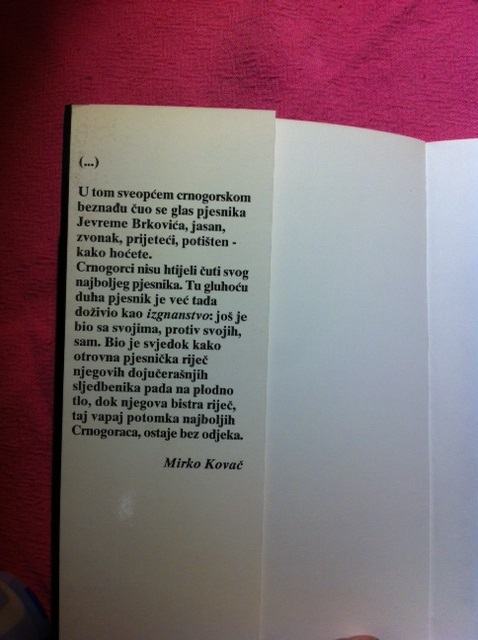 (...)
U tom sveopćem crnogorskom
beznađu čuo se glas pjesnika
Jevreme Brkovića, jasan,
zvonak, prijeteći, potišten -
kako hoćete.
Crnogorci nisu htijeli čuti svog
najboljeg pjesnika. Tu gluhoću
duha pjesnik je već tada
doživio kao izgnanstvo: još je
bio sa svojima, protiv svojih,
sam. Bio je svjedok kako
otrovna pjesnička riječ
njegovih dojučerašnjih
sljedbenika pada na plodno
tlo, dok njegova bistra riječ,
taj vapaj potomka najboljih
Crnogoraca, ostaje bez odjeka.
Mirko Kovač